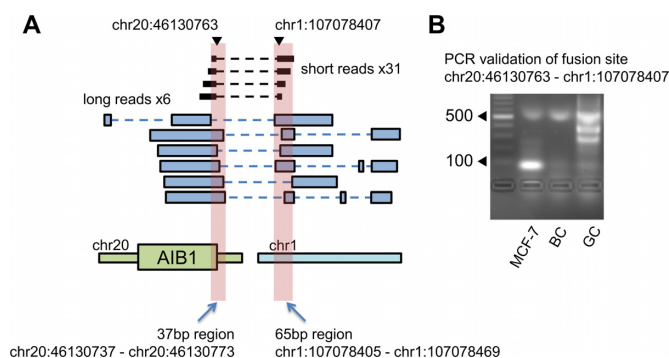 A
chr20:46130763
chr1:107078407
short reads x31
long reads x6
chr20
AIB1
chr1
37bp region
chr20:46130737 - chr20:46130773
65bp region
chr1:107078405 - chr1:107078469
B
PCR validation of fusion site
chr20:46130763 - chr1:107078407
500
100
MCF-7
BC
GC